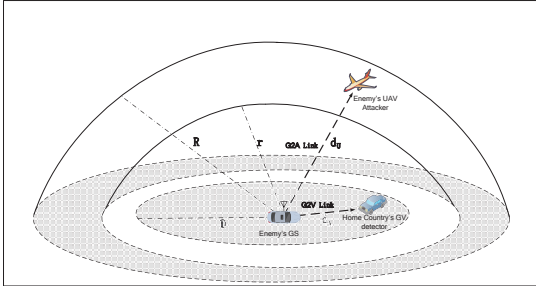 Enemy's UAV
Attacker
R
r
G2A Link
d_U
G2V Link
Home Country's GV
detector
Enemy's GS